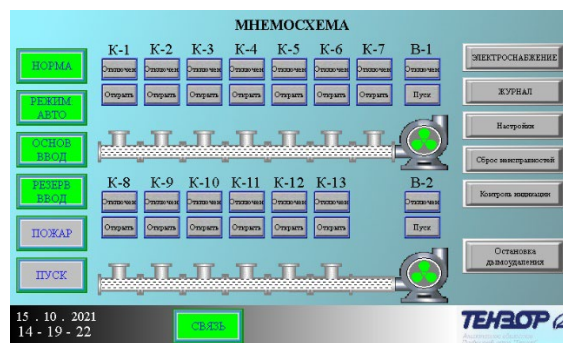 МНЕМОСХЕМА
К-1 К-2 К-3 К-4 К-5 К-6 К-7 В-1
Отключен Отключен Отключен Отключен Отключен Отключен Отключен Отключен
Открыть Открыть Открыть Открыть Открыть Открыть Открыть Пуск
К-8 К-9 К-10 К-11 К-12 К-13 В-2
Отключен Отключен Отключен Отключен Отключен Отключен Отключен
Открыть Открыть Открыть Открыть Открыть Открыть Пуск
НОРМА
РЕЖИМ
АВТО
ОСНОВ
ВВОД
РЕЗЕРВ
ВВОД
ПОЖАР
ПУСК
ЭЛЕКТРОСНАБЖЕНИЕ
ЖУРНАЛ
Настройки
Сброс неисправностей
Контроль индикации
Остановка
дымоудаления
15 . 10 . 2021
14 - 19 - 22
СВЯЗЬ
ТЕНЗОР